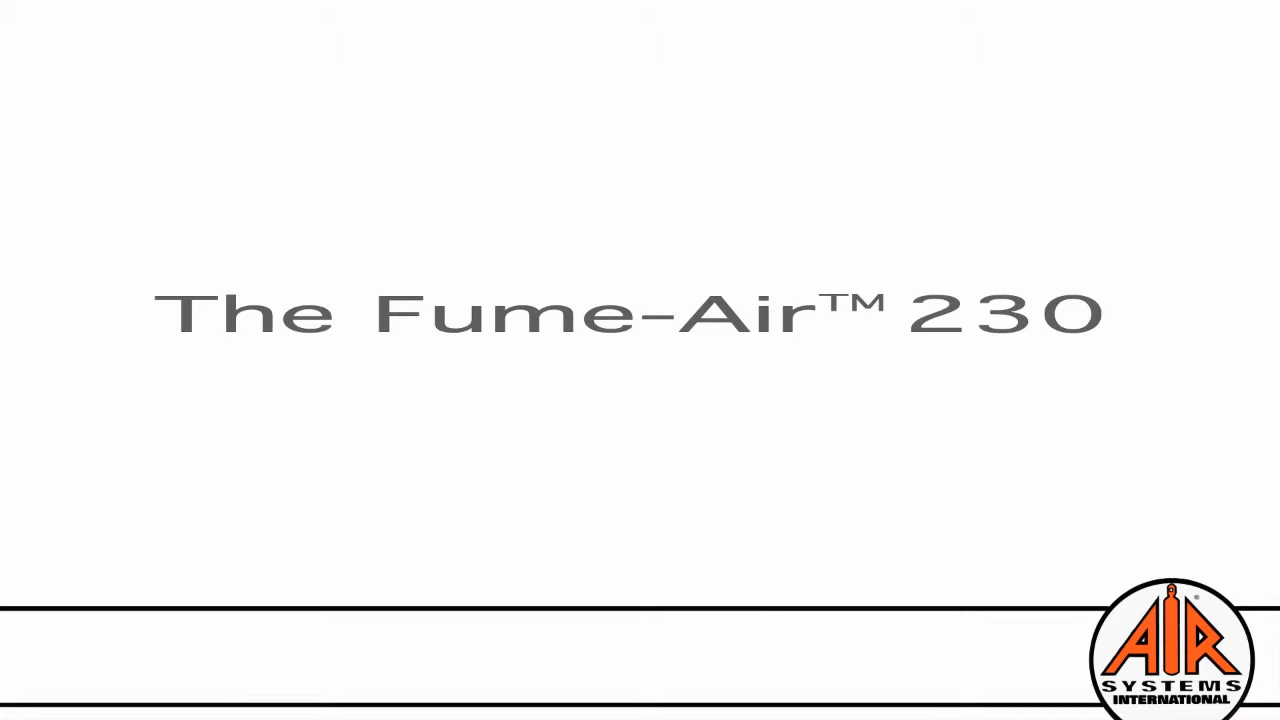 The Fume-Air™ 230
AIR®
SYSTEMS
INTERNATIONAL